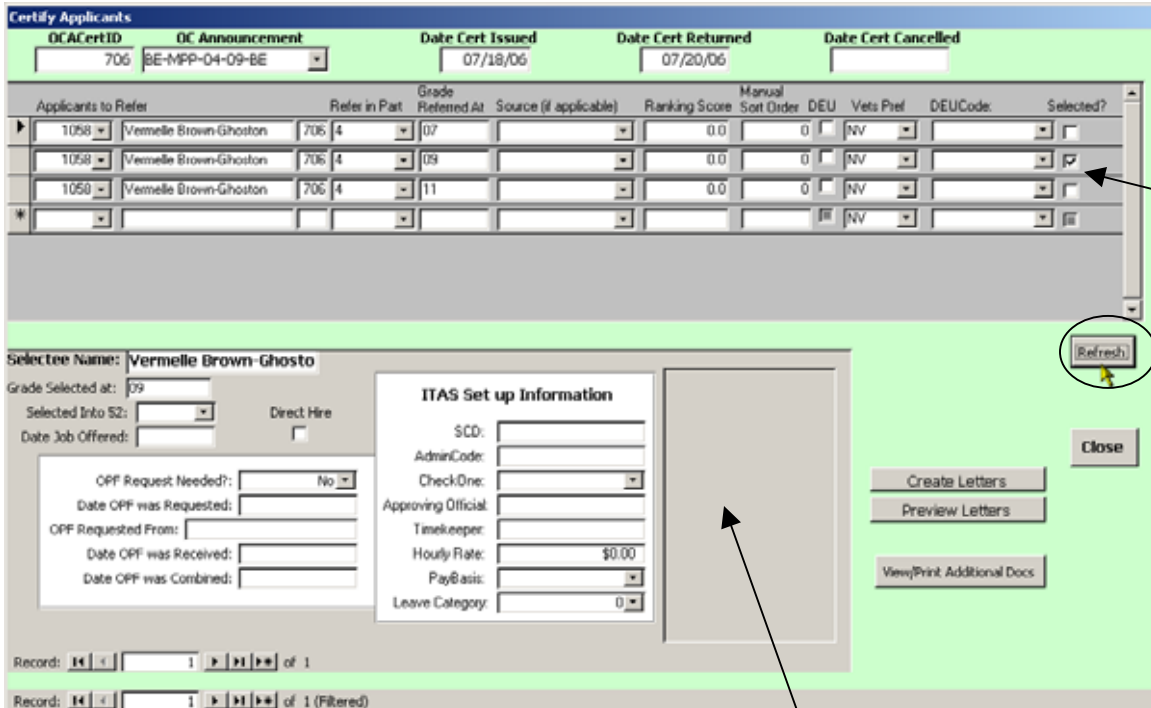 Certify Applicants
OCACertID OC Announcement Date Cert Issued Date Cert Returned Date Cert Cancelled
706 BE-MPP-04-09-BE 07/18/06 07/20/06
Applicants to Refer Refer in Part Grade Referred At Source (if applicable) Ranking Score Manual Sort Order DEU Vets Pref DEUCode: Selected?
1058 Vermelle Brown-Ghoston 706 4 07 0.0 0 NV
1058 Vermelle Brown-Ghoston 706 4 09 0.0 0 NV
1058 Vermelle Brown-Ghoston 706 4 11 0.0 0 NV
* NV
Refresh
Selectee Name: Vermelle Brown-Ghosto
Grade Selected at: 09
Selected Into 52:
Direct Hire
Date Job Offered:
OPF Request Needed?: No
Date OPF was Requested:
OPF Requested From:
Date OPF was Received:
Date OPF was Combined:
ITAS Set up Information
SCD:
AdminCode:
CheckOne:
Approving Official:
Timekeeper:
Hourly Rate: $0.00
PayBasis:
Leave Category: 0
Close
Create Letters
Preview Letters
View/Print Additional Docs
Record: 1 of 1
Record: 1 of 1 (Filtered)